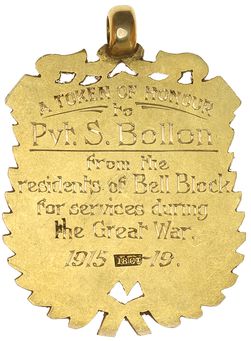 A TOKEN OF HONOUR
to
Pvt. S. Bollon
from the
residents of Bell Block
for services during
the Great War.
1915 -19.